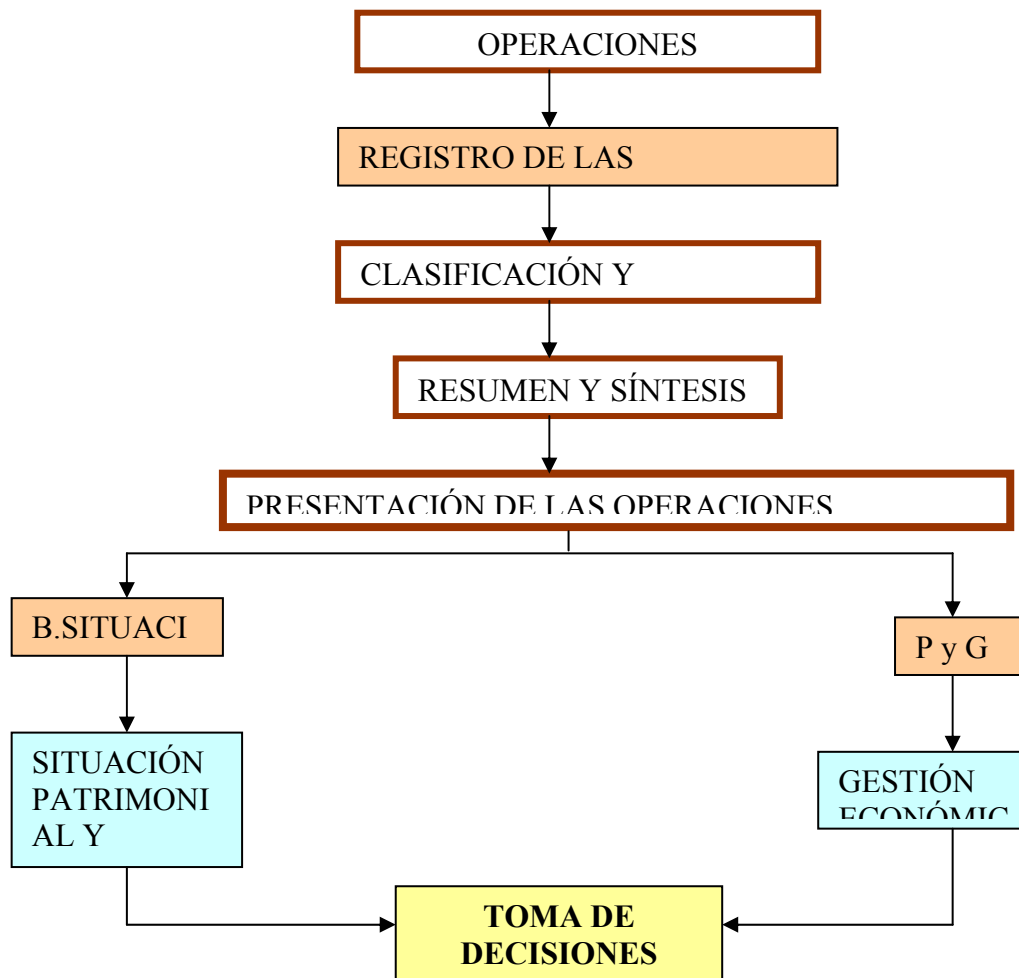 OPERACIONES
REGISTRO DE LAS
CLASIFICACIÓN Y
RESUMEN Y SÍNTESIS
PRESENTACIÓN DE LAS OPERACIONES
B.SITUACI
P y G
SITUACIÓN
PATRIMONI
AL Y
GESTIÓN
ECONÓMIC
TOMA DE
DECISIONES